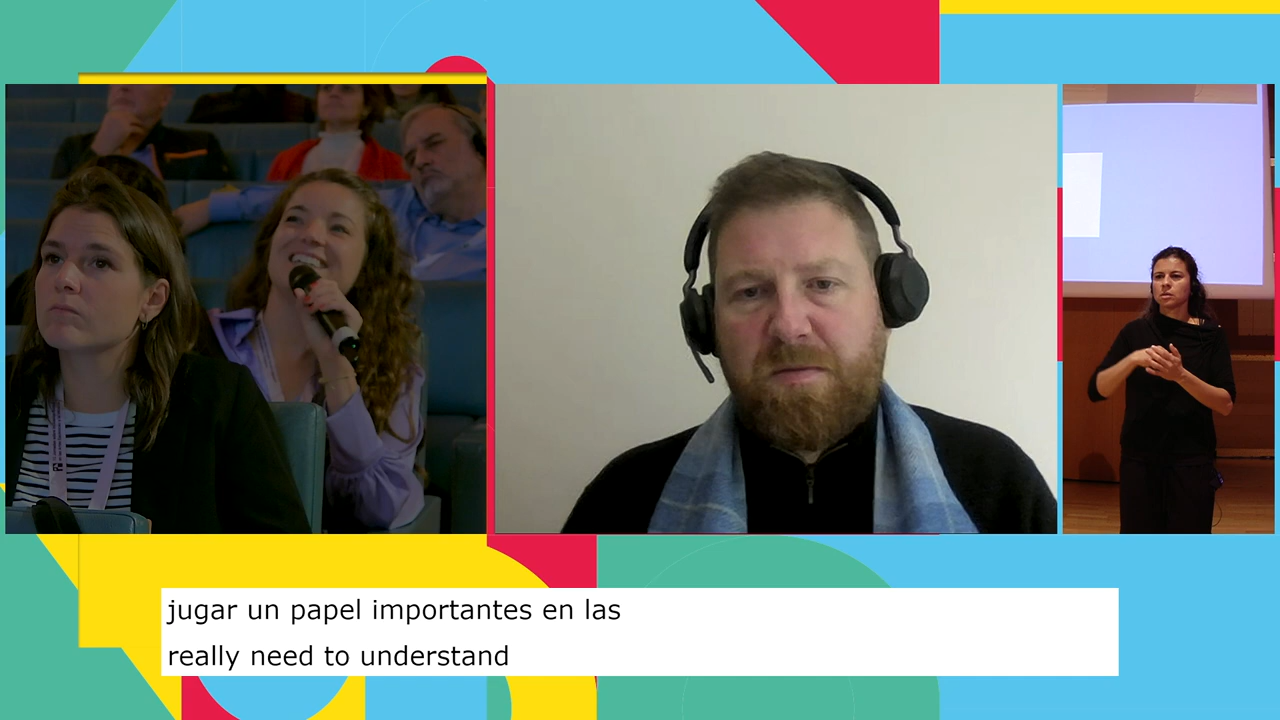 jugar un papel importantes en las
really need to understand